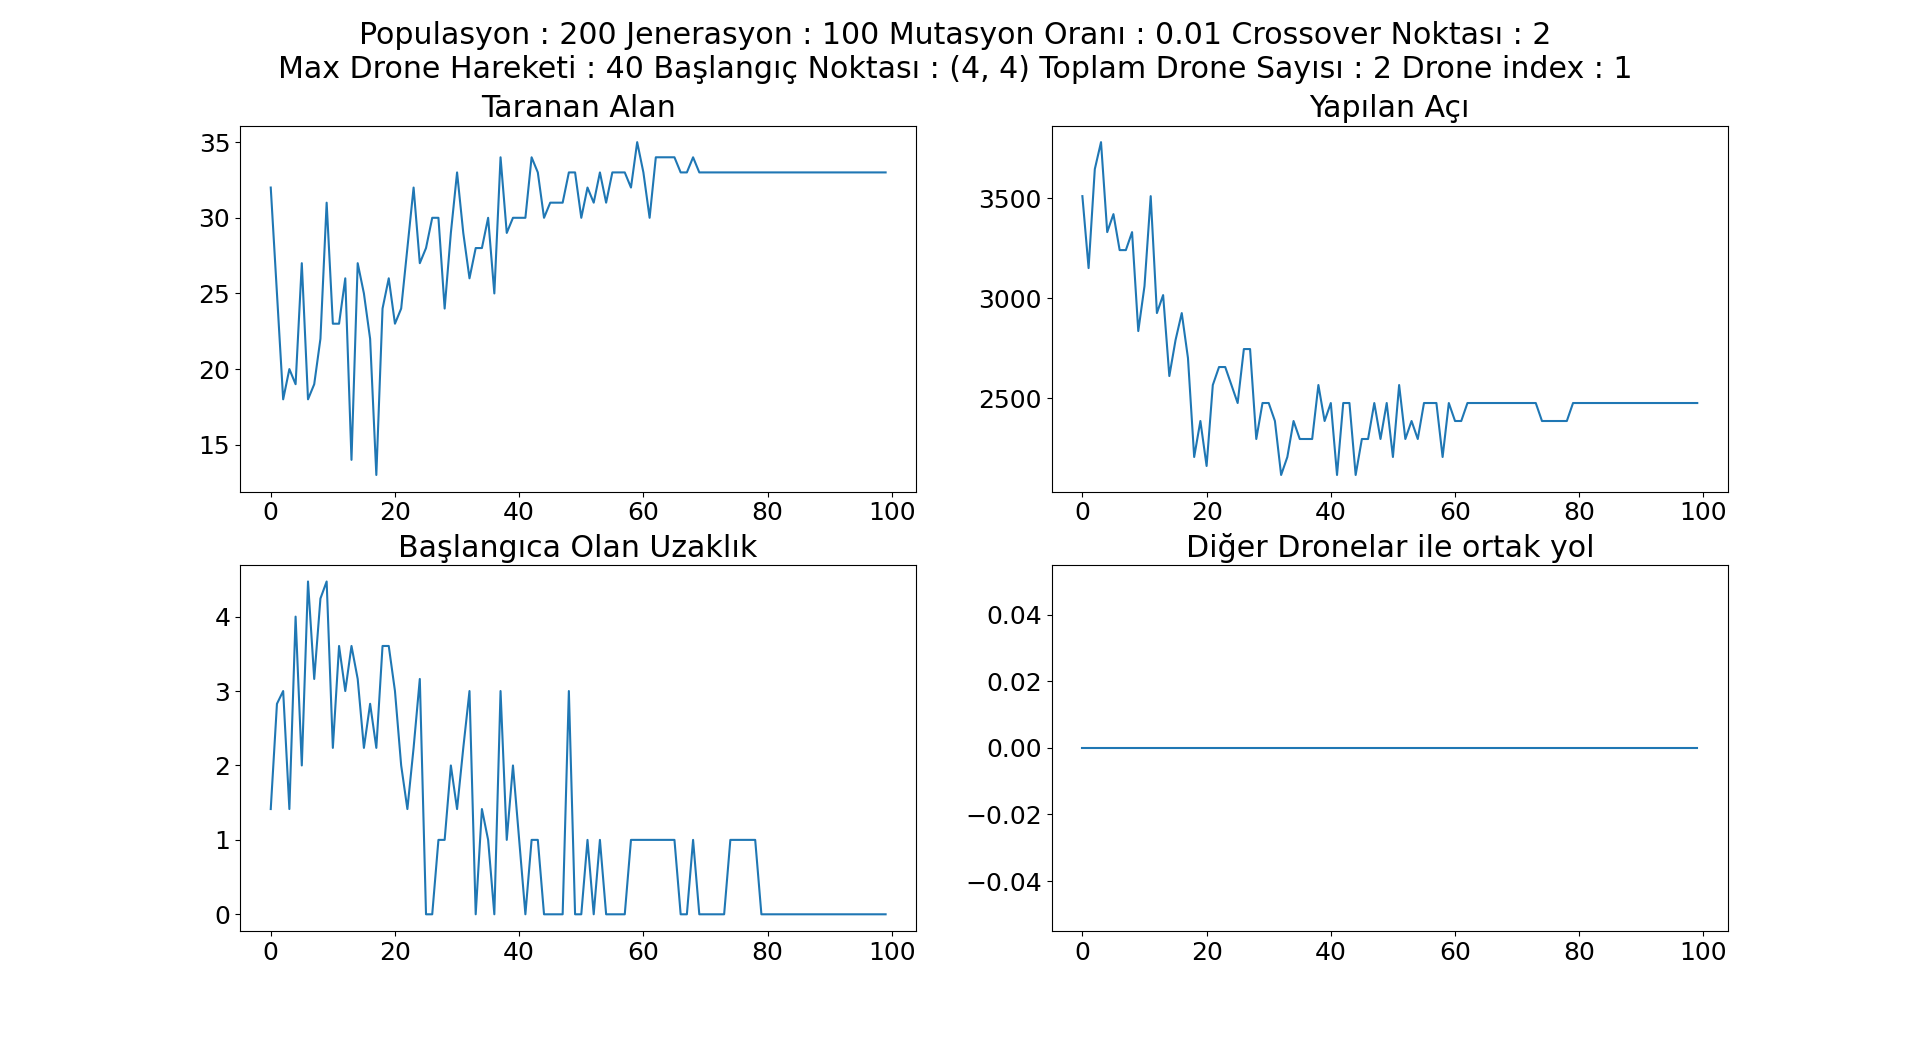 Populasyon : 200 Jenerasyon : 100 Mutasyon Oranı : 0.01 Crossover Noktası : 2
Max Drone Hareketi : 40 Başlangıç Noktası : (4, 4) Toplam Drone Sayısı : 2 Drone index : 1
Taranan Alan
35
30
25
20
15
0 20 40 60 80 100
Yapılan Açı
3500
3000
2500
0 20 40 60 80 100
Başlangıca Olan Uzaklık
4
3
2
1
0
0 20 40 60 80 100
Diğer Dronelar ile ortak yol
0.04
0.02
0.00
−0.02
−0.04
0 20 40 60 80 100